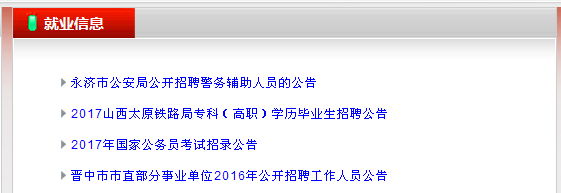 就业信息
永济市公安局公开招聘警务辅助人员的公告
2017山西太原铁路局专科（高职）学历毕业生招聘公告
2017年国家公务员考试招录公告
晋中市市直部分事业单位2016年公开招聘工作人员公告